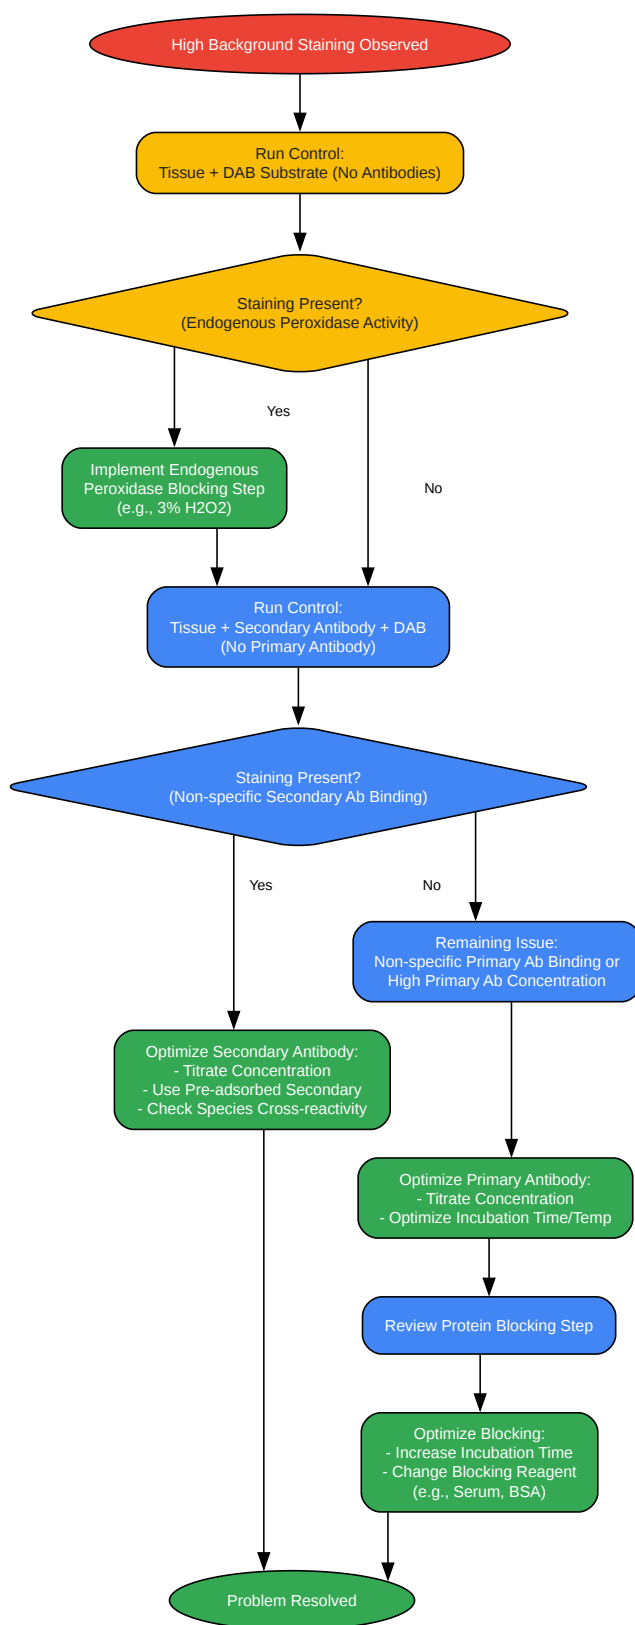 High Background Staining Observed
Run Control:
Tissue + DAB Substrate (No Antibodies)
Staining Present?
(Endogenous Peroxidase Activity)
Yes
No
Implement Endogenous
Peroxidase Blocking Step
(e.g., 3% H2O2)
Run Control:
Tissue + Secondary Antibody + DAB
(No Primary Antibody)
Staining Present?
(Non-specific Secondary Ab Binding)
Yes
No
Remaining Issue:
Non-specific Primary Ab Binding or
High Primary Ab Concentration
Optimize Secondary Antibody:
- Titrate Concentration
- Use Pre-adsorbed Secondary
- Check Species Cross-reactivity
Optimize Primary Antibody:
- Titrate Concentration
- Optimize Incubation Time/Temp
Review Protein Blocking Step
Optimize Blocking:
- Increase Incubation Time
- Change Blocking Reagent
(e.g., Serum, BSA)
Problem Resolved